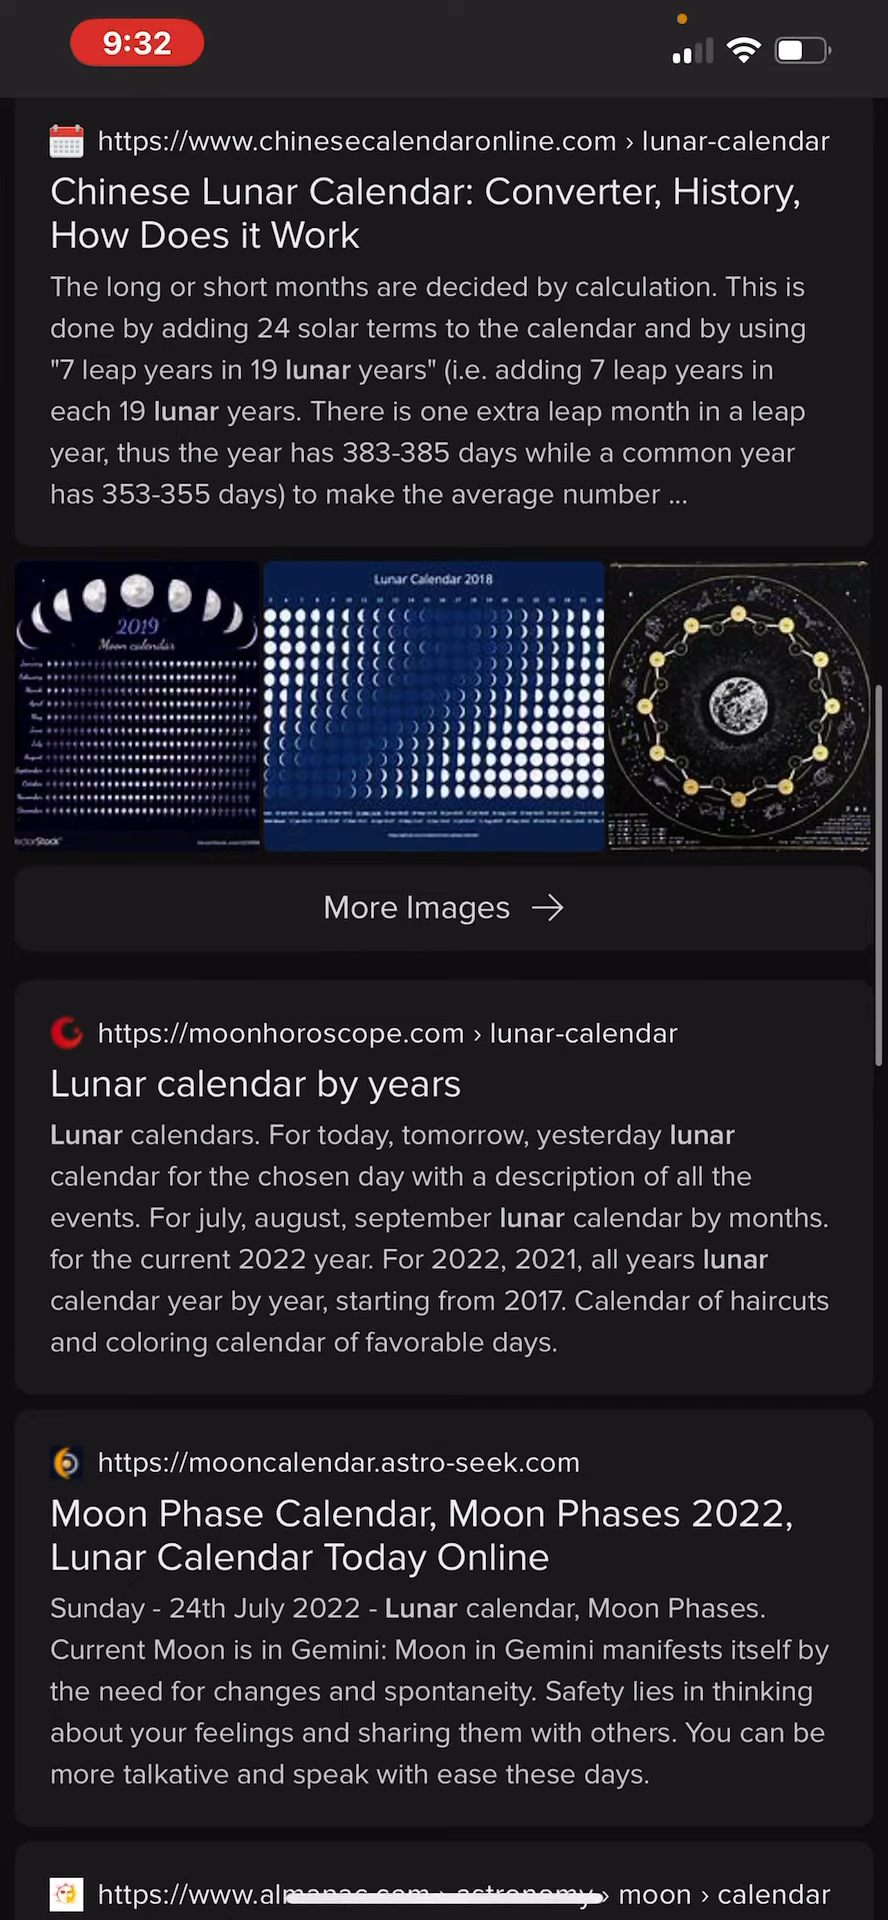 9:32
https://www.chinesecalendaronline.com › lunar-calendar
Chinese Lunar Calendar: Converter, History,
How Does it Work
The long or short months are decided by calculation. This is
done by adding 24 solar terms to the calendar and by using
"7 leap years in 19 lunar years" (i.e. adding 7 leap years in
each 19 lunar years. There is one extra leap month in a leap
year, thus the year has 383-385 days while a common year
has 353-355 days) to make the average number ...
2019
Moon calendar
Lunar Calendar 2018
More Images →
https://moonhoroscope.com › lunar-calendar
Lunar calendar by years
Lunar calendars. For today, tomorrow, yesterday lunar
calendar for the chosen day with a description of all the
events. For july, august, september lunar calendar by months.
for the current 2022 year. For 2022, 2021, all years lunar
calendar year by year, starting from 2017. Calendar of haircuts
and coloring calendar of favorable days.
https://mooncalendar.astro-seek.com
Moon Phase Calendar, Moon Phases 2022,
Lunar Calendar Today Online
Sunday - 24th July 2022 - Lunar calendar, Moon Phases.
Current Moon is in Gemini: Moon in Gemini manifests itself by
the need for changes and spontaneity. Safety lies in thinking
about your feelings and sharing them with others. You can be
more talkative and speak with ease these days.
https://www.almanac.com › astronomy › moon › calendar